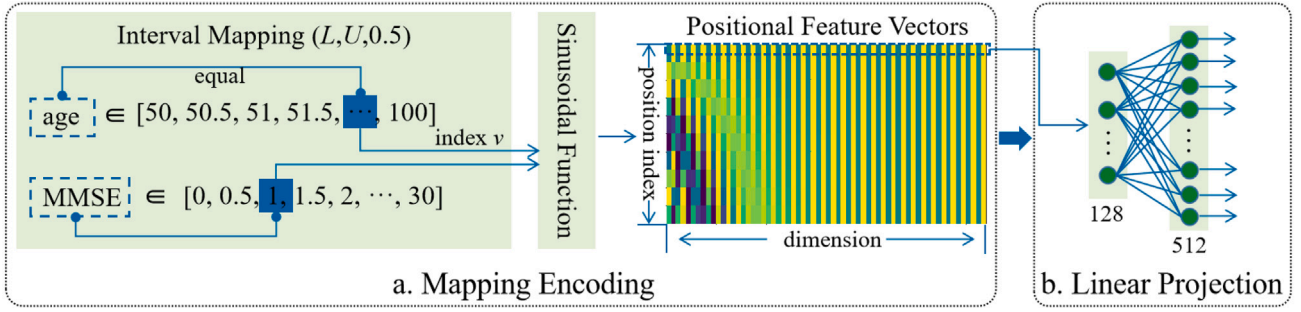 Interval Mapping (L,U,0.5)
equal
age ∈ [50, 50.5, 51, 51.5, ⋯, 100]
index v
MMSE ∈ [0, 0.5, 1, 1.5, 2, ⋯, 30]
Sinusoidal Function
Positional Feature Vectors
position index
dimension
a. Mapping Encoding
128
512
b. Linear Projection